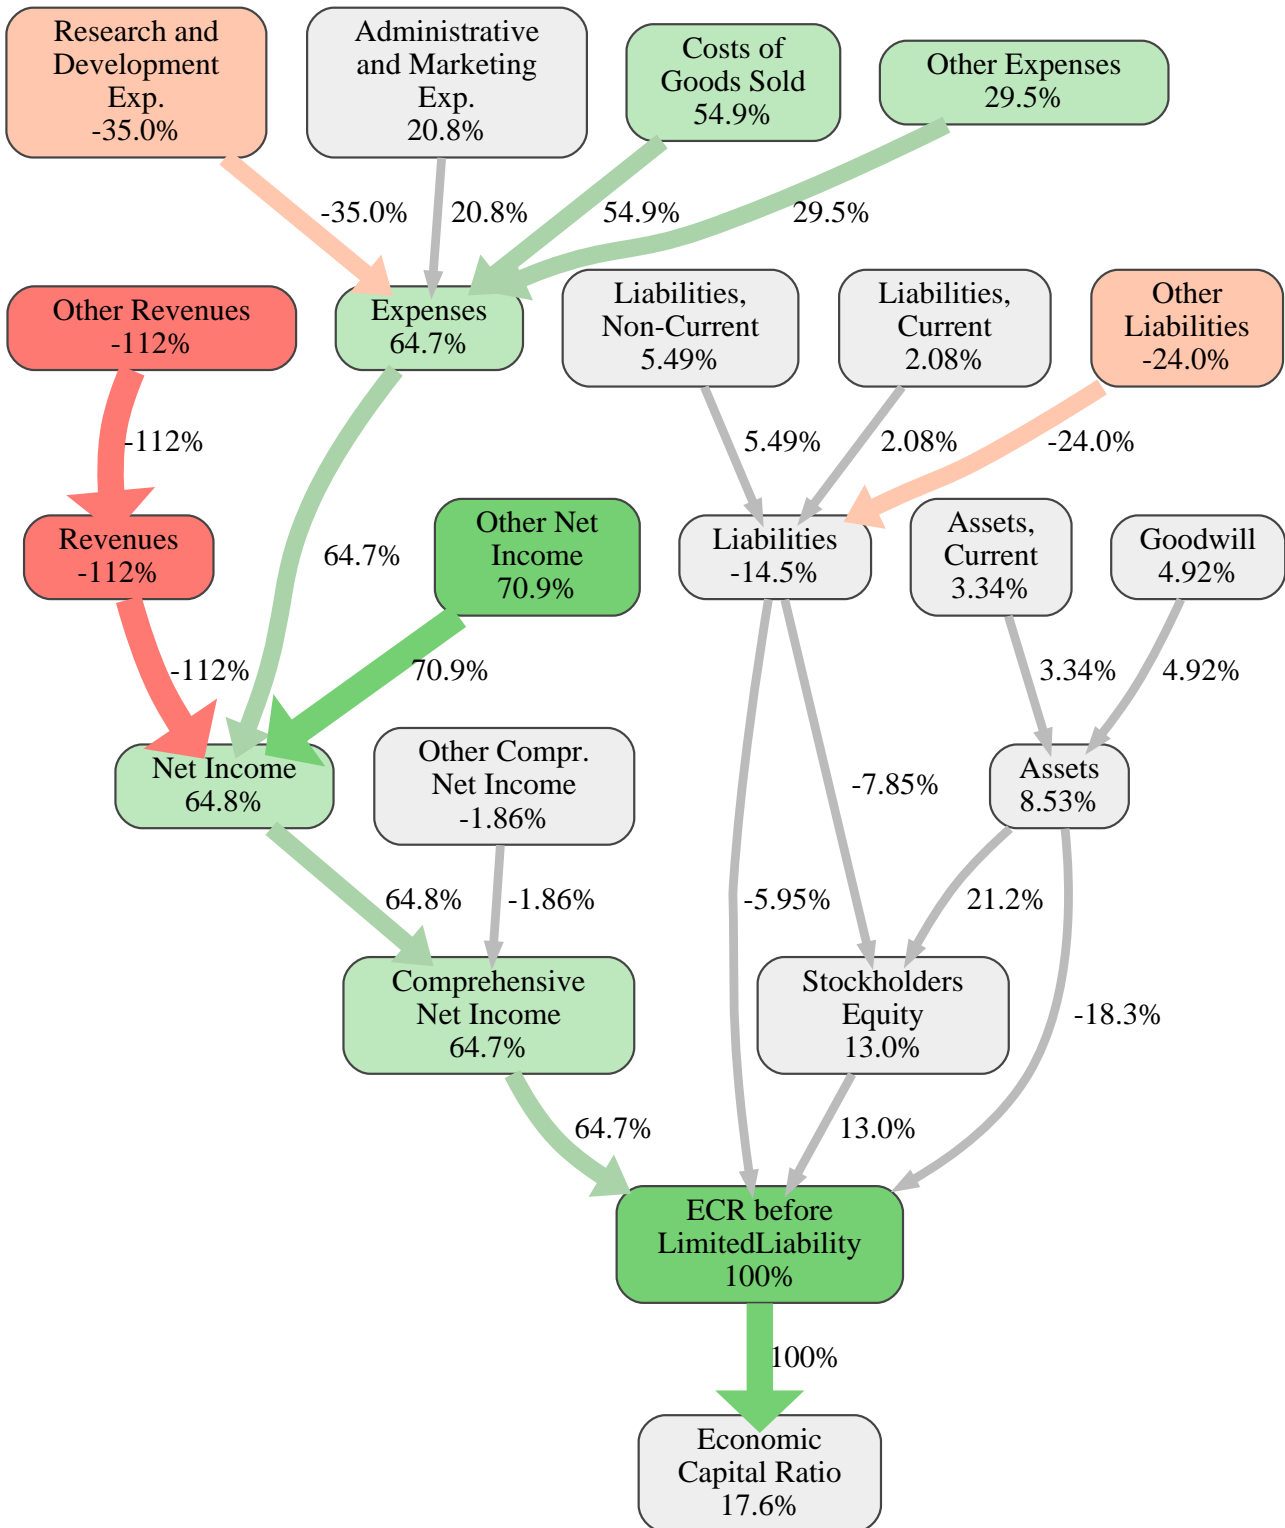 Research and
Development
Exp.
-35.0%
Administrative
and Marketing
Exp.
20.8%
Costs of
Goods Sold
54.9%
Other Expenses
29.5%
-35.0%
20.8%
54.9%
29.5%
Other Revenues
-112%
Expenses
64.7%
Liabilities,
Non-Current
5.49%
Liabilities,
Current
2.08%
Other
Liabilities
-24.0%
-112%
5.49%
2.08%
-24.0%
Revenues
-112%
64.7%
Other Net
Income
70.9%
Liabilities
-14.5%
Assets,
Current
3.34%
Goodwill
4.92%
-112%
70.9%
3.34%
4.92%
Net Income
64.8%
Other Compr.
Net Income
-1.86%
-7.85%
Assets
8.53%
64.8%
-1.86%
-5.95%
21.2%
Comprehensive
Net Income
64.7%
Stockholders
Equity
13.0%
-18.3%
64.7%
13.0%
ECR before
LimitedLiability
100%
100%
Economic
Capital Ratio
17.6%